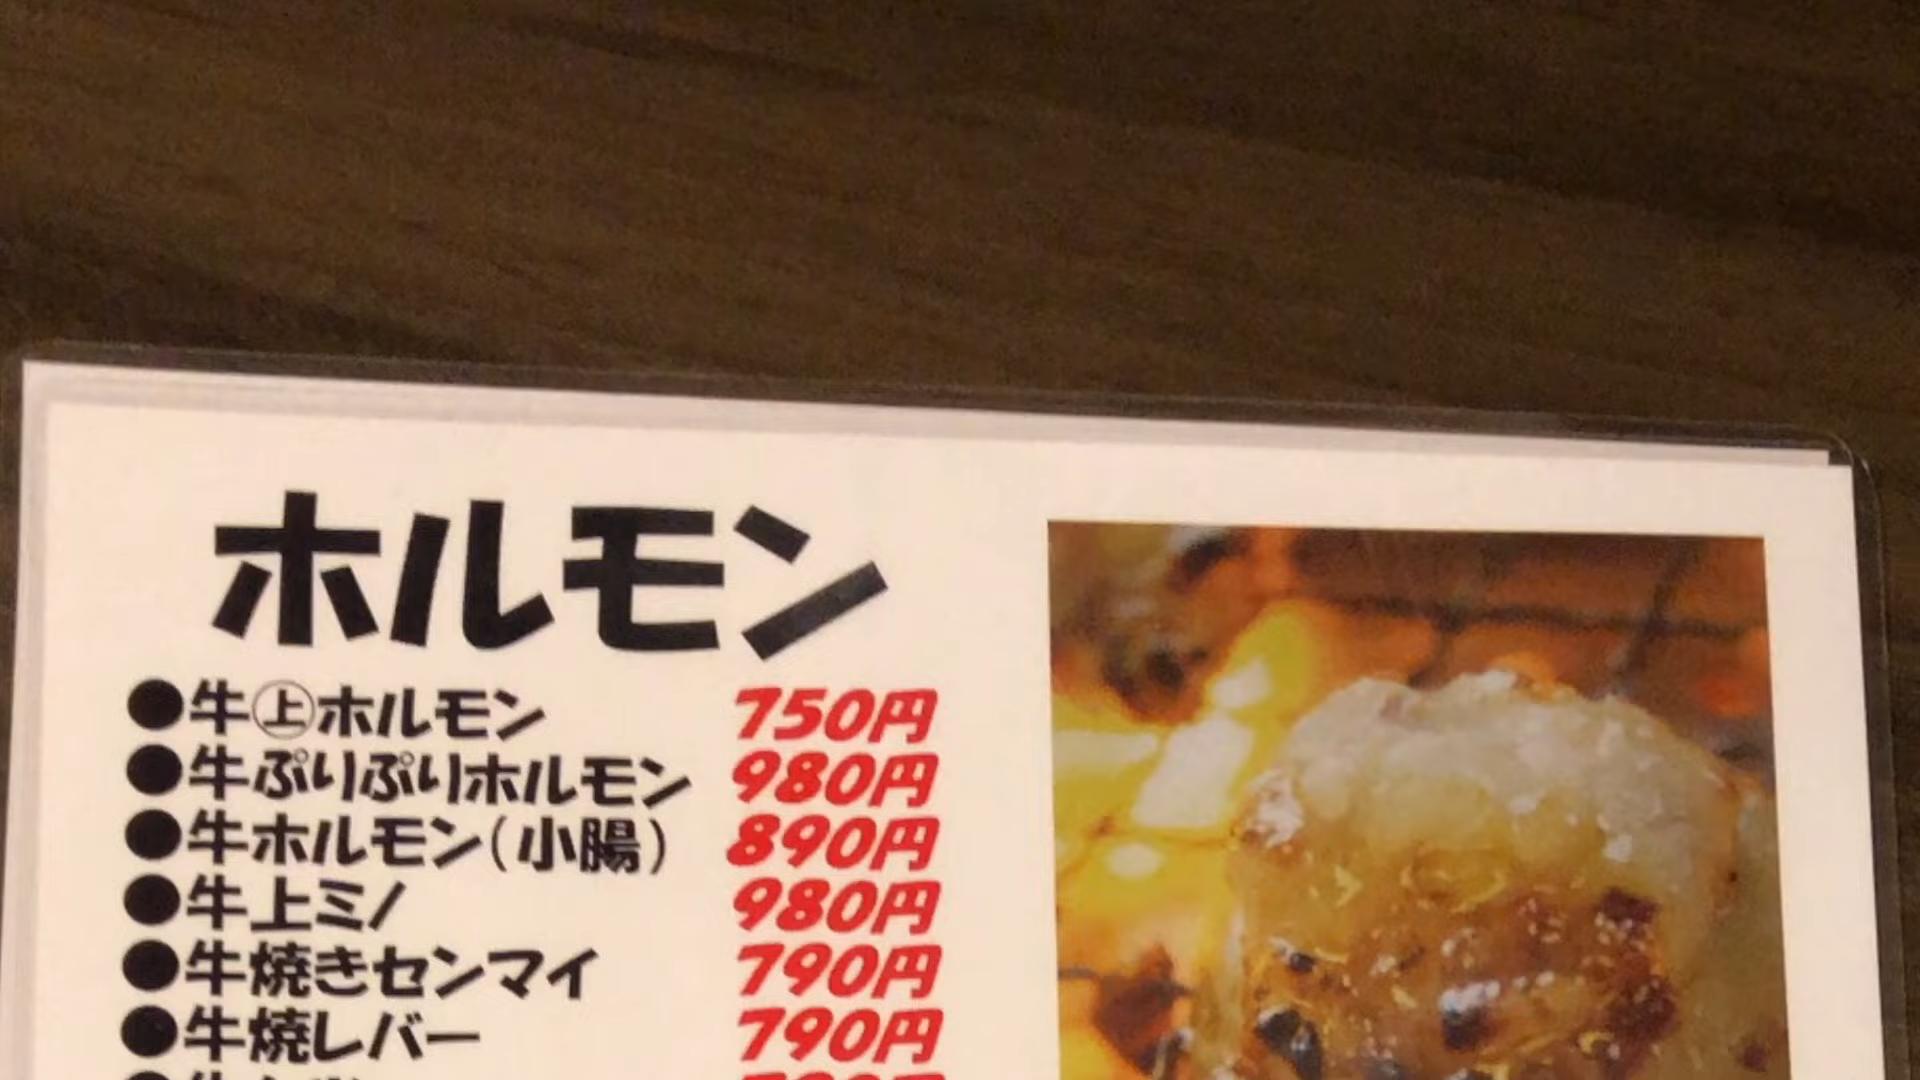 ホルモン
●牛㊤ホルモン 750円
●牛ぷりぷりホルモン 980円
●牛ホルモン(小腸) 890円
●牛上ミノ 980円
●牛焼きセンマイ 790円
●牛焼レバー 790円